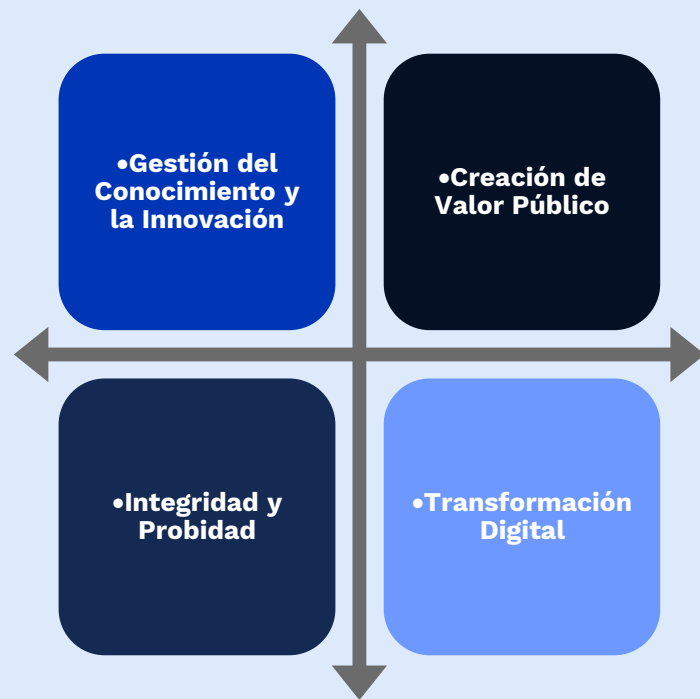 •Gestión del
Conocimiento y
la Innovación
•Creación de
Valor Público
•Integridad y
Probidad
•Transformación
Digital